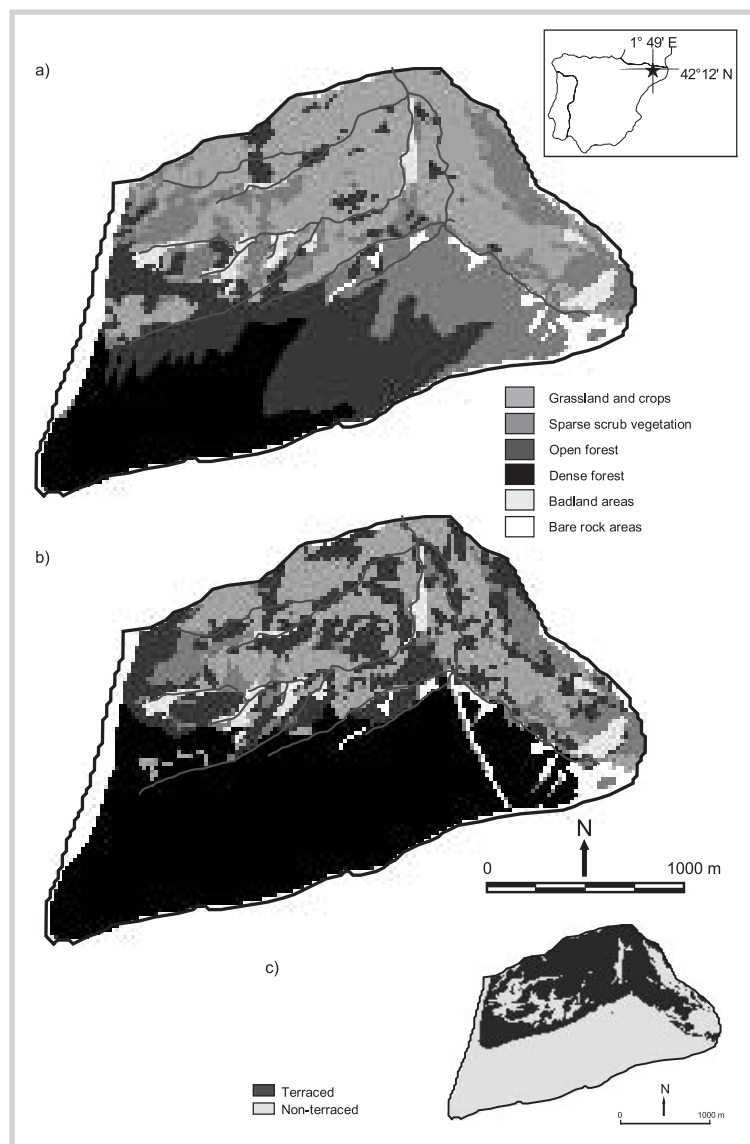 a)
1° 49' E
42°12' N
Grassland and crops
Sparse scrub vegetation
Open forest
Dense forest
Badland areas
Bare rock areas
b)
N
0 1000 m
c)
Terraced
Non-terraced
N
0 1000 m